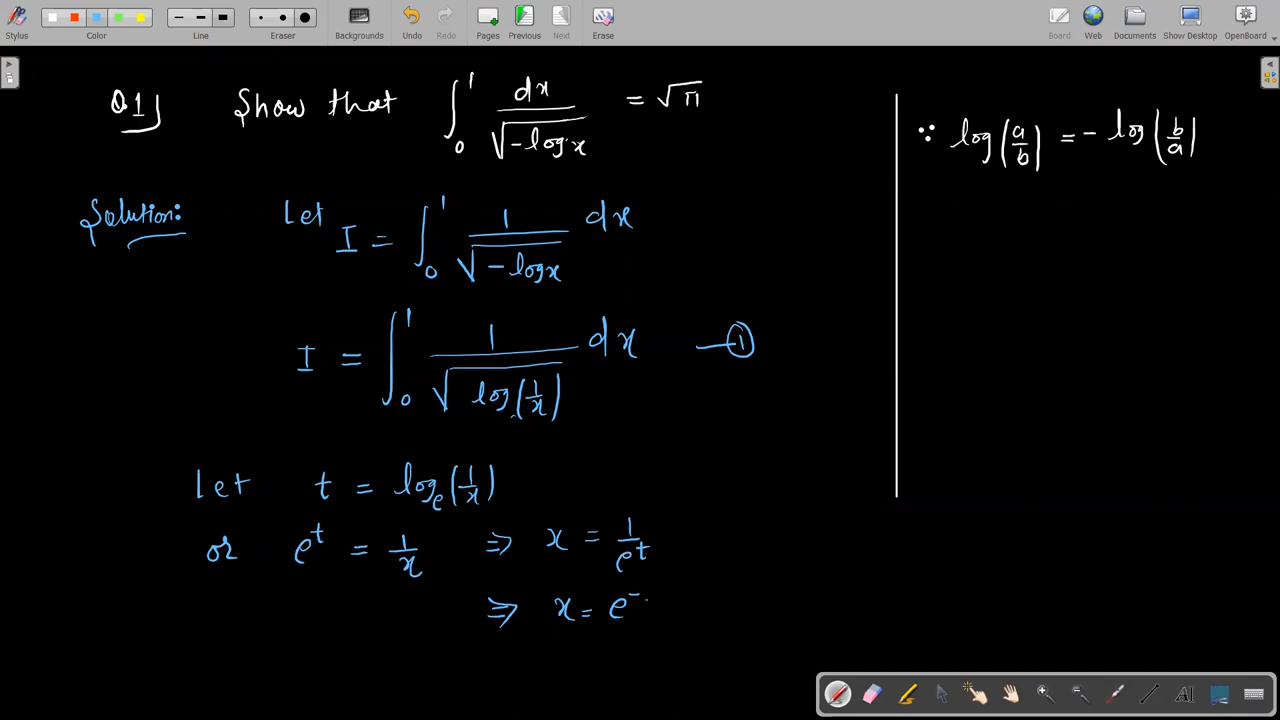 Stylus Color Line Eraser Backgrounds Undo Redo Pages Previous Next Erase Board Web Documents Show Desktop OpenBoard
Q.1] Show that ∫₀¹ dx/√(-log x) = √π
∵ log(a/b) = -log(b/a)
Solution: Let I = ∫₀¹ 1/√(-log x) dx
I = ∫₀¹ 1/√(log(1/x)) dx —①
Let t = logₑ(1/x)
or eᵗ = 1/x ⇒ x = 1/eᵗ
⇒ x = e⁻